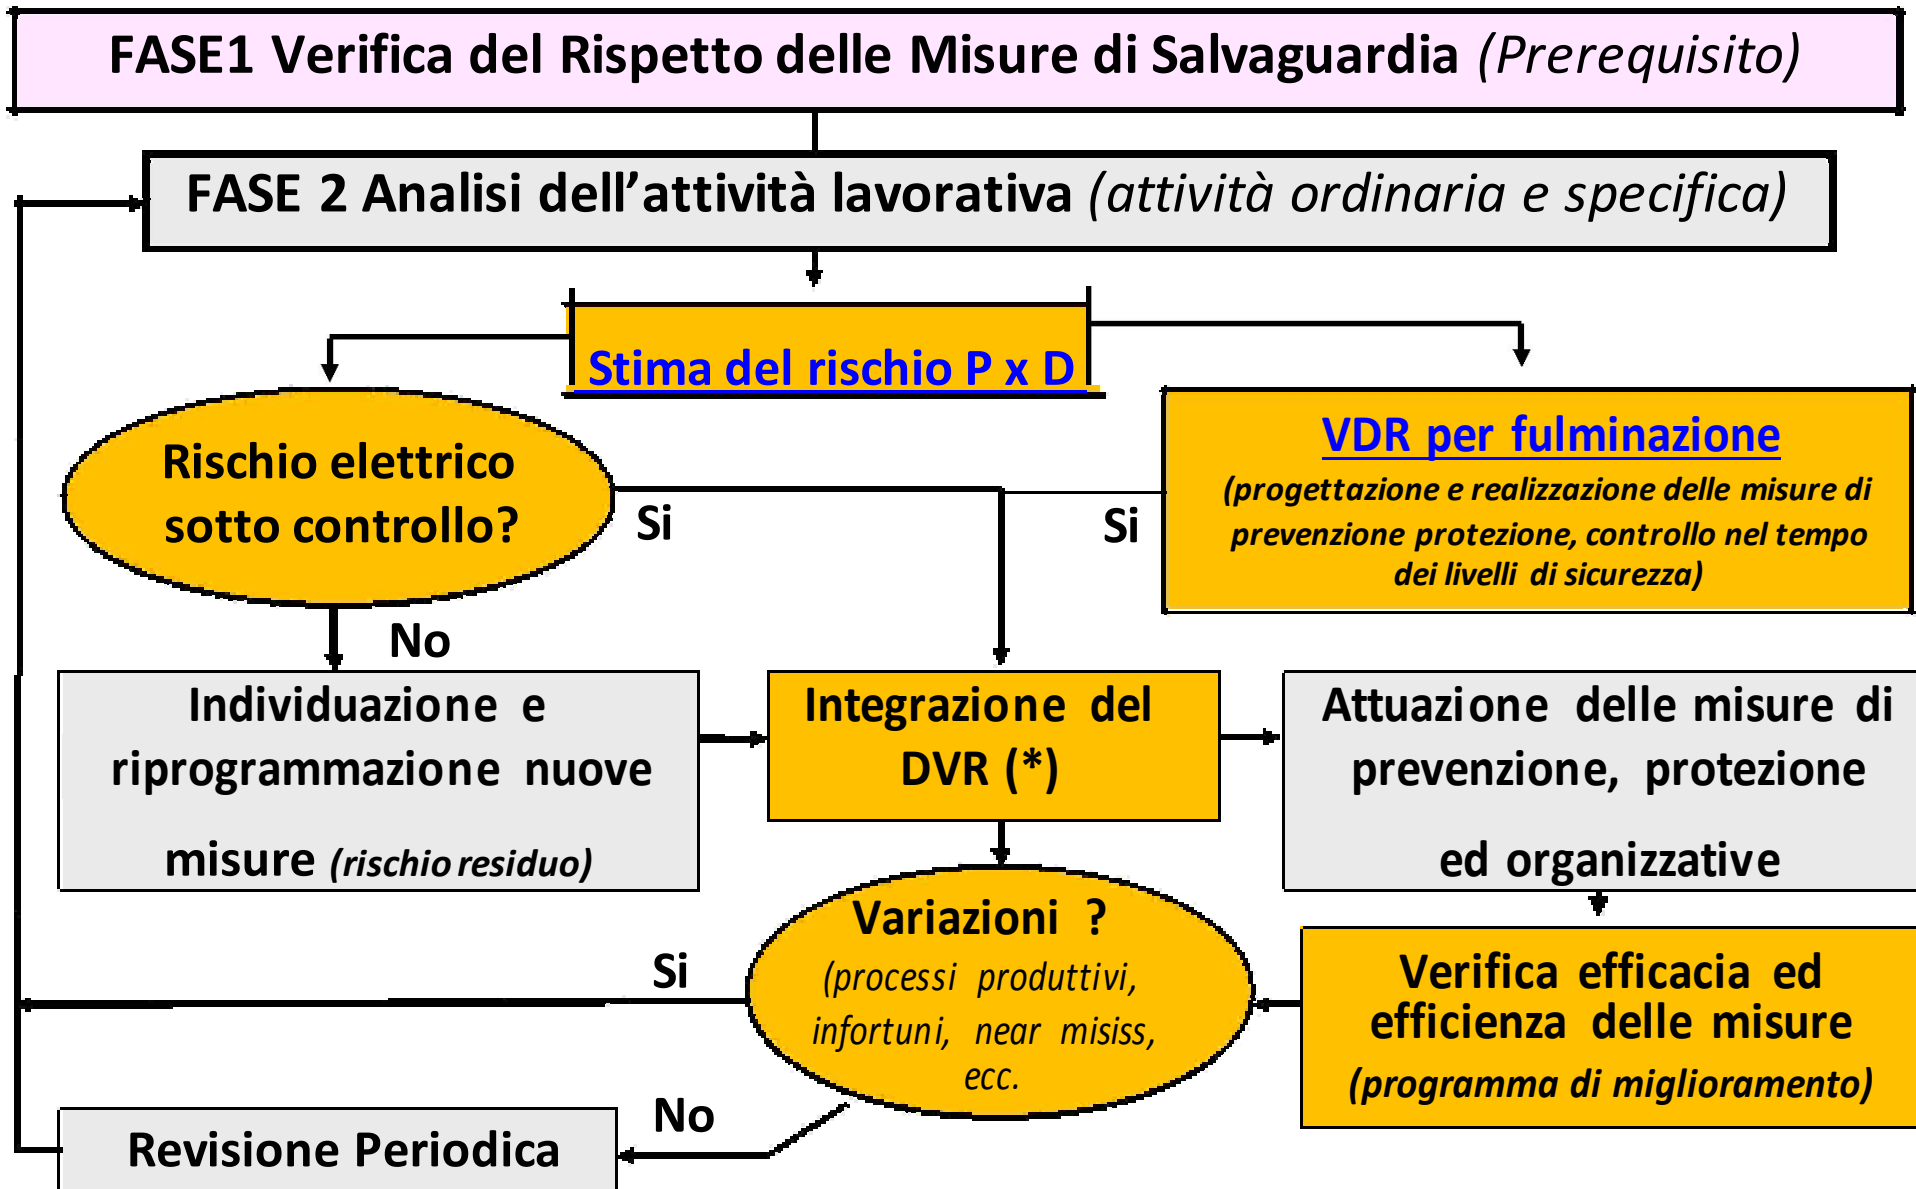 FASE1 Verifica del Rispetto delle Misure di Salvaguardia (Prerequisito)
FASE 2 Analisi dell’attività lavorativa (attività ordinaria e specifica)
Stima del rischio P x D
Rischio elettrico
sotto controllo?
Si
No
VDR per fulminazione
(progettazione e realizzazione delle misure di
prevenzione protezione, controllo nel tempo
dei livelli di sicurezza)
Si
Individuazione e
riprogrammazione nuove
misure (rischio residuo)
Integrazione del
DVR (*)
Attuazione delle misure di
prevenzione, protezione
ed organizzative
Variazioni ?
(processi produttivi,
infortuni, near misiss,
ecc.
Si
No
Verifica efficacia ed
efficienza delle misure
(programma di miglioramento)
Revisione Periodica